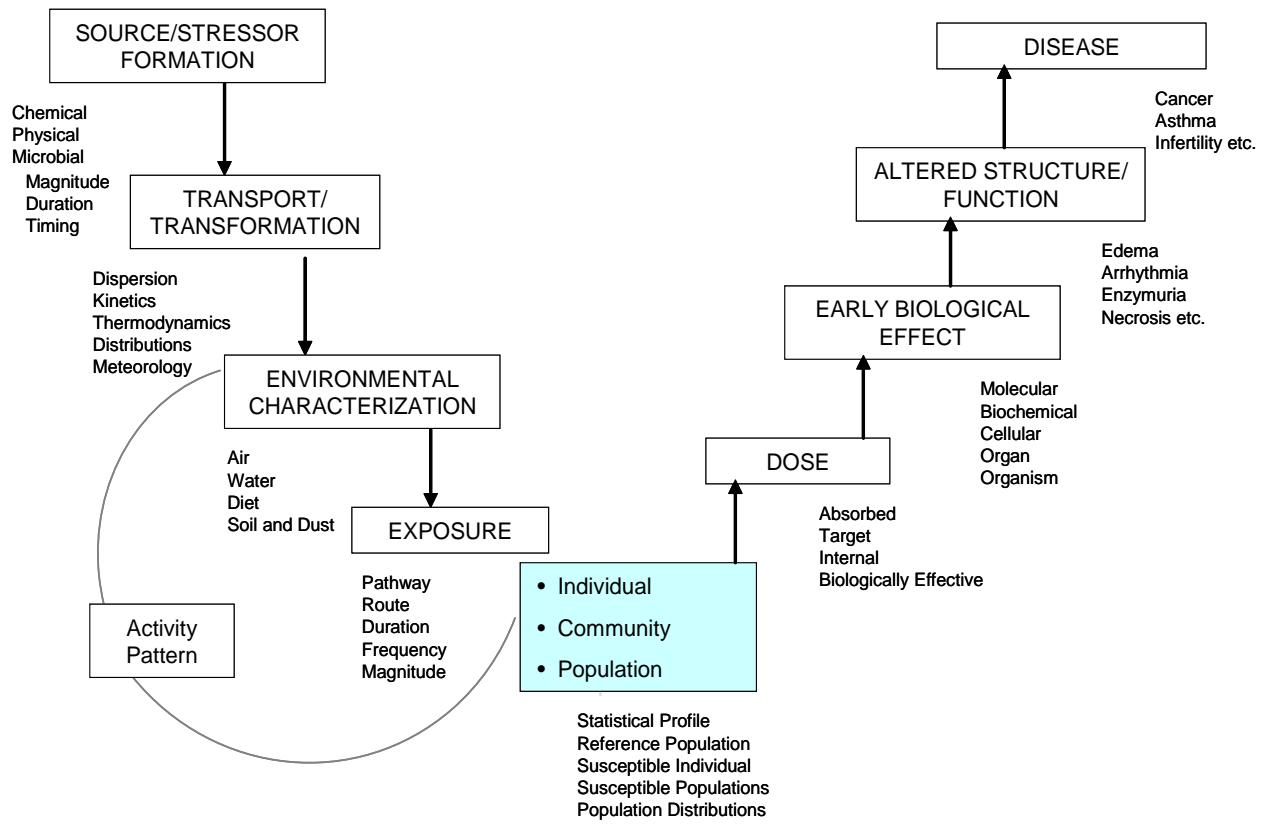 SOURCE/STRESSOR
FORMATION
Chemical
Physical
Microbial
Magnitude
Duration
Timing
TRANSPORT/
TRANSFORMATION
Dispersion
Kinetics
Thermodynamics
Distributions
Meteorology
ENVIRONMENTAL
CHARACTERIZATION
Air
Water
Diet
Soil and Dust
EXPOSURE
Pathway
Route
Duration
Frequency
Magnitude
Activity
Pattern
• Individual
• Community
• Population
Statistical Profile
Reference Population
Susceptible Individual
Susceptible Populations
Population Distributions
DOSE
Absorbed
Target
Internal
Biologically Effective
EARLY BIOLOGICAL
EFFECT
Molecular
Biochemical
Cellular
Organ
Organism
ALTERED STRUCTURE/
FUNCTION
Edema
Arrhythmia
Enzymuria
Necrosis etc.
DISEASE
Cancer
Asthma
Infertility etc.